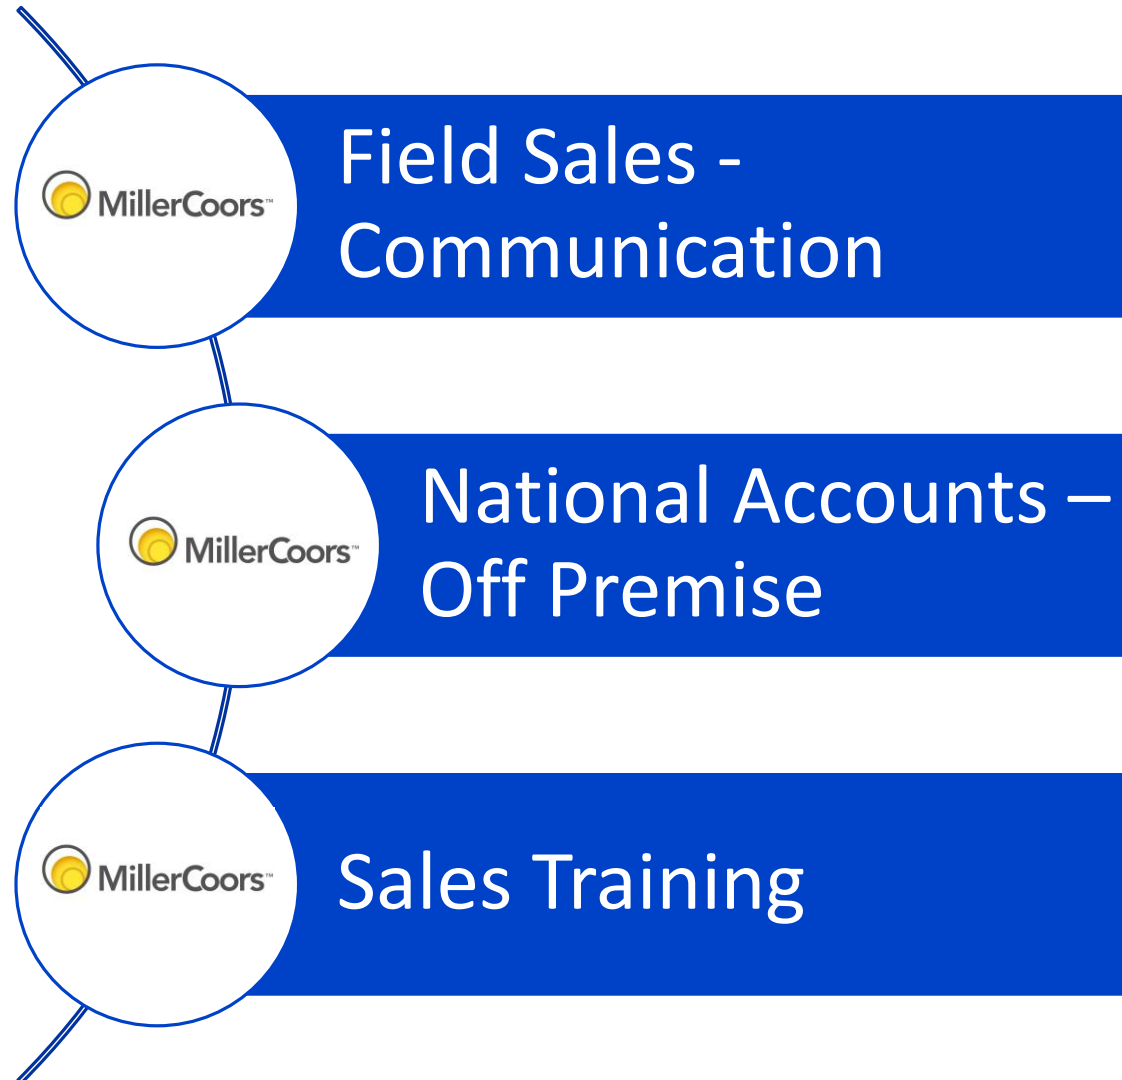 MillerCoors™
Field Sales -
Communication
MillerCoors™
National Accounts –
Off Premise
MillerCoors™
Sales Training